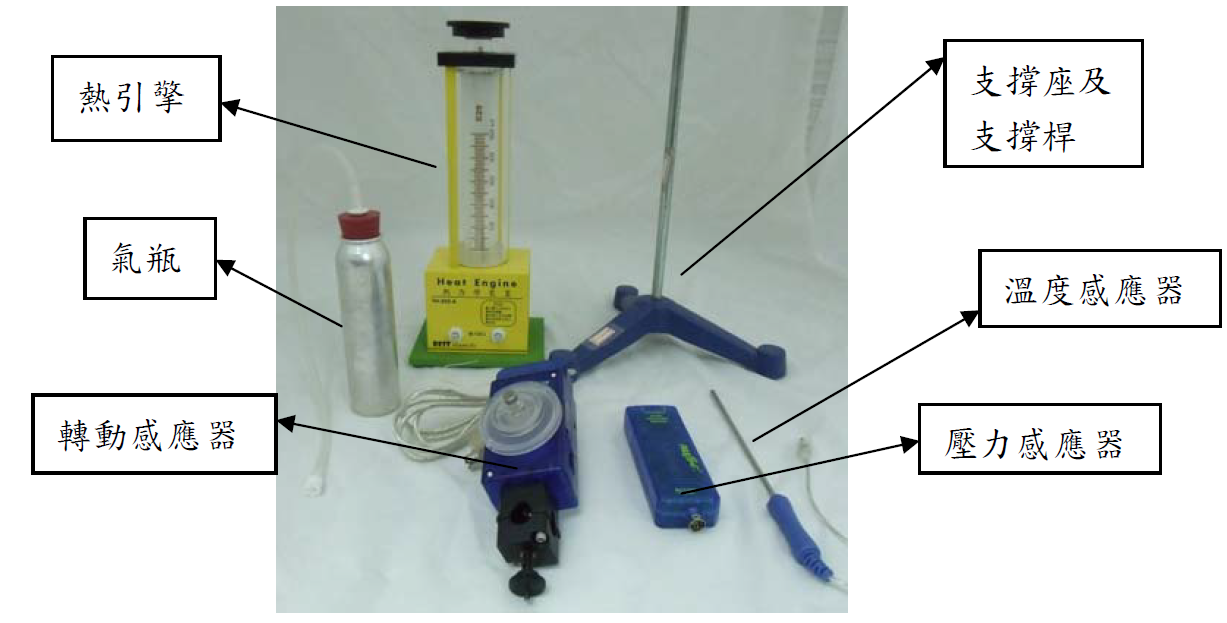 熱引擎
支撐座及
支撐桿
氣瓶
溫度感應器
轉動感應器
壓力感應器
Heat Engine